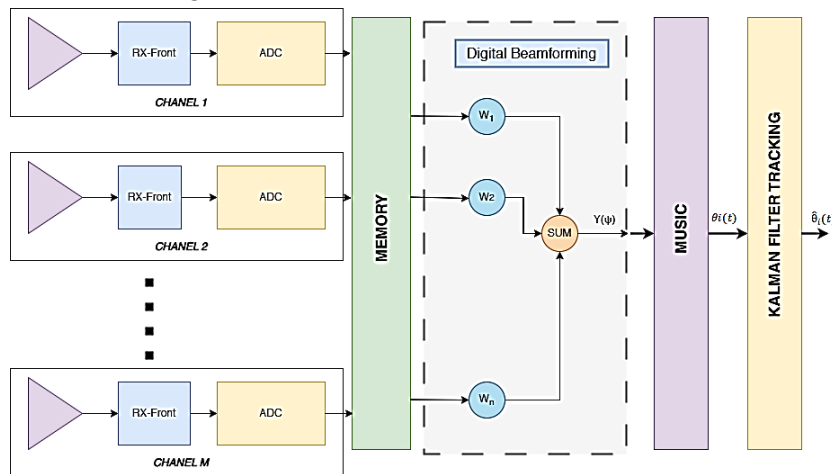 RX-Front
ADC
CHANEL 1
RX-Front
ADC
CHANEL 2
RX-Front
ADC
CHANEL M
MEMORY
Digital Beamforming
W1
W2
Wn
SUM
Y(ψ)
MUSIC
θi(t)
KALMAN FILTER TRACKING
θ̂i(t